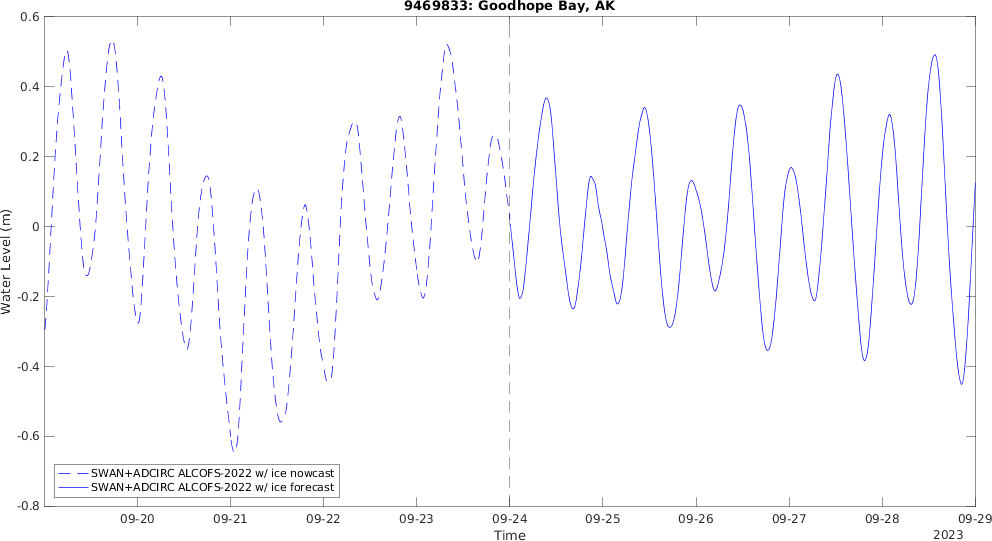 9469833: Goodhope Bay, AK
0.6
0.4
0.2
0
-0.2
-0.4
-0.6
-0.8
Water Level (m)
SWAN+ADCIRC ALCOFS-2022 w/ ice nowcast
SWAN+ADCIRC ALCOFS-2022 w/ ice forecast
09-20 09-21 09-22 09-23 09-24 09-25 09-26 09-27 09-28 09-29
Time
2023